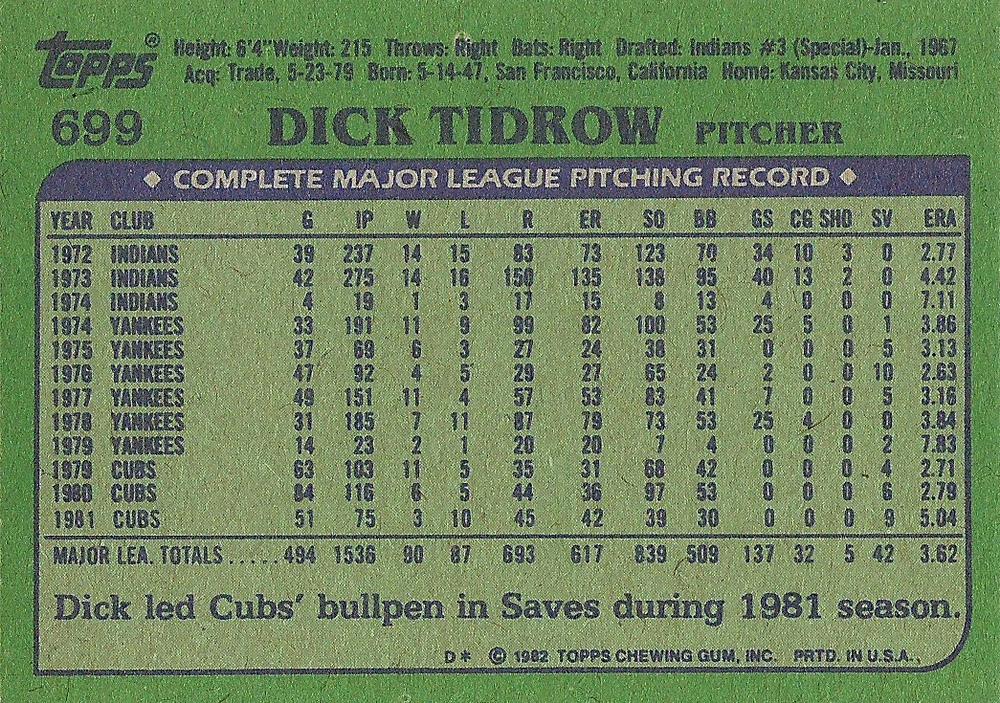 Topps® Height: 6'4" Weight: 215 Throws: Right Bats: Right Drafted: Indians #3 (Special)-Jan., 1967
Acq: Trade, 5-23-79 Born: 5-14-47, San Francisco, California Home: Kansas City, Missouri
699 DICK TIDROW PITCHER
◆ COMPLETE MAJOR LEAGUE PITCHING RECORD ◆
YEAR CLUB G IP W L R ER SO BB GS CG SHO SV ERA
1972 INDIANS 39 237 14 15 83 73 123 70 34 10 3 0 2.77
1973 INDIANS 42 275 14 16 150 135 138 95 40 13 2 0 4.42
1974 INDIANS 4 19 1 3 17 15 8 13 4 0 0 0 7.11
1974 YANKEES 33 191 11 9 99 82 100 53 25 5 0 1 3.86
1975 YANKEES 37 69 6 3 27 24 38 31 0 0 0 5 3.13
1976 YANKEES 47 92 4 5 29 27 65 24 2 0 0 10 2.63
1977 YANKEES 49 151 11 4 57 53 83 41 7 0 0 5 3.16
1978 YANKEES 31 185 7 11 87 79 73 53 25 4 0 0 3.84
1979 YANKEES 14 23 2 1 20 20 7 4 0 0 0 2 7.83
1979 CUBS 63 103 11 5 35 31 68 42 0 0 0 4 2.71
1980 CUBS 84 116 6 5 44 36 97 53 0 0 0 6 2.79
1981 CUBS 51 75 3 10 45 42 39 30 0 0 0 9 5.04
MAJOR LEA. TOTALS ..... 494 1536 90 87 693 617 839 509 137 32 5 42 3.62
Dick led Cubs' bullpen in Saves during 1981 season.
D* © 1982 TOPPS CHEWING GUM, INC. PRTD. IN U.S.A.